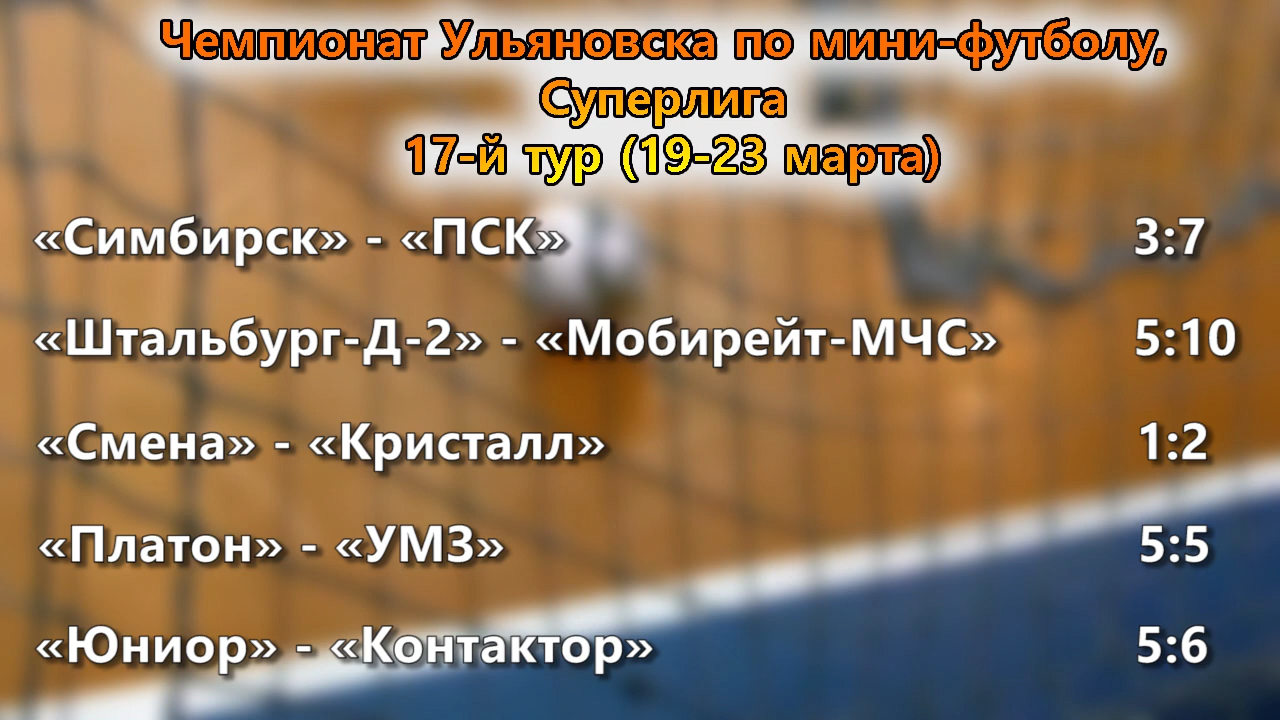 Чемпионат Ульяновска по мини-футболу,
Суперлига
17-й тур (19-23 марта)
«Симбирск» - «ПСК» 3:7
«Штальбург-Д-2» - «Мобирейт-МЧС» 5:10
«Смена» - «Кристалл» 1:2
«Платон» - «УМЗ» 5:5
«Юниор» - «Контактор» 5:6